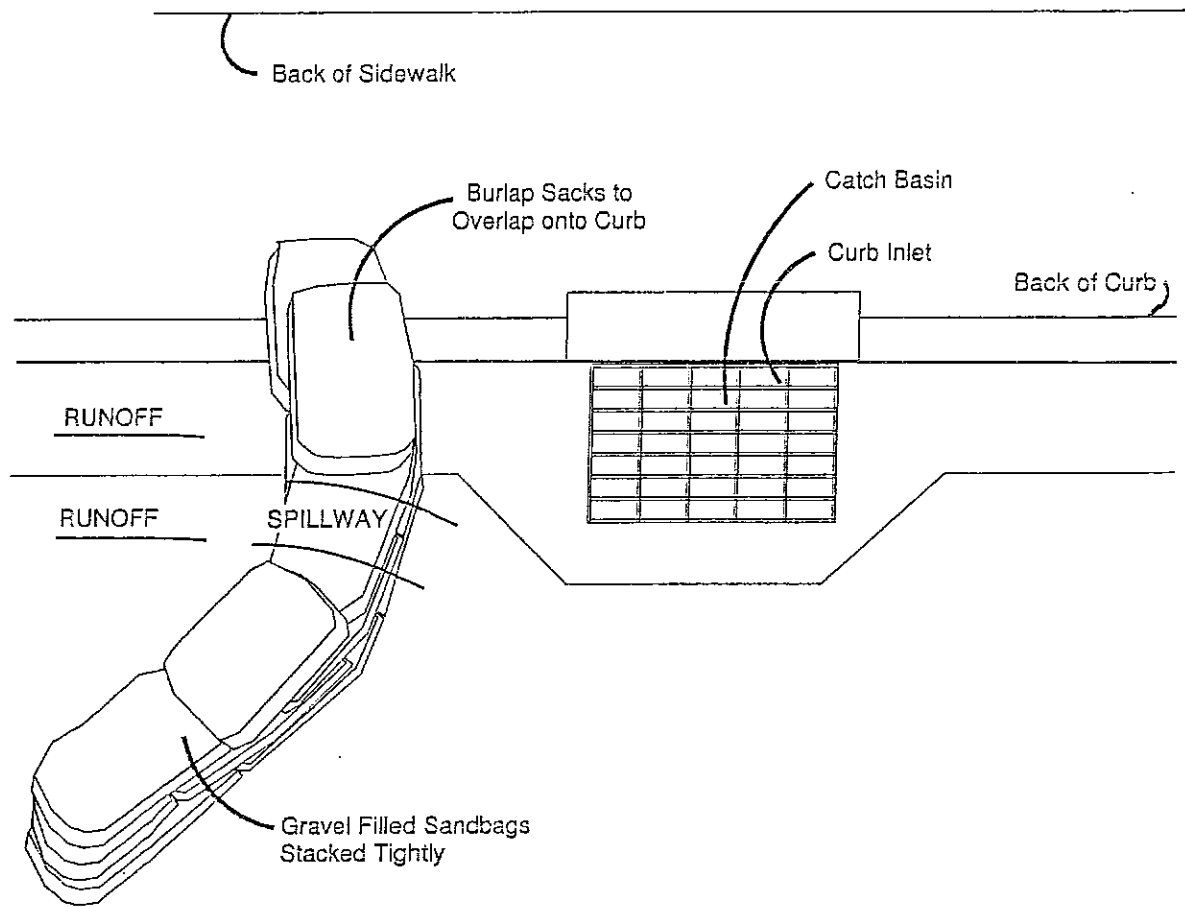 Back of Sidewalk
Burlap Sacks to
Overlap onto Curb
Catch Basin
Curb Inlet
Back of Curb
RUNOFF
RUNOFF
SPILLWAY
Gravel Filled Sandbags
Stacked Tightly